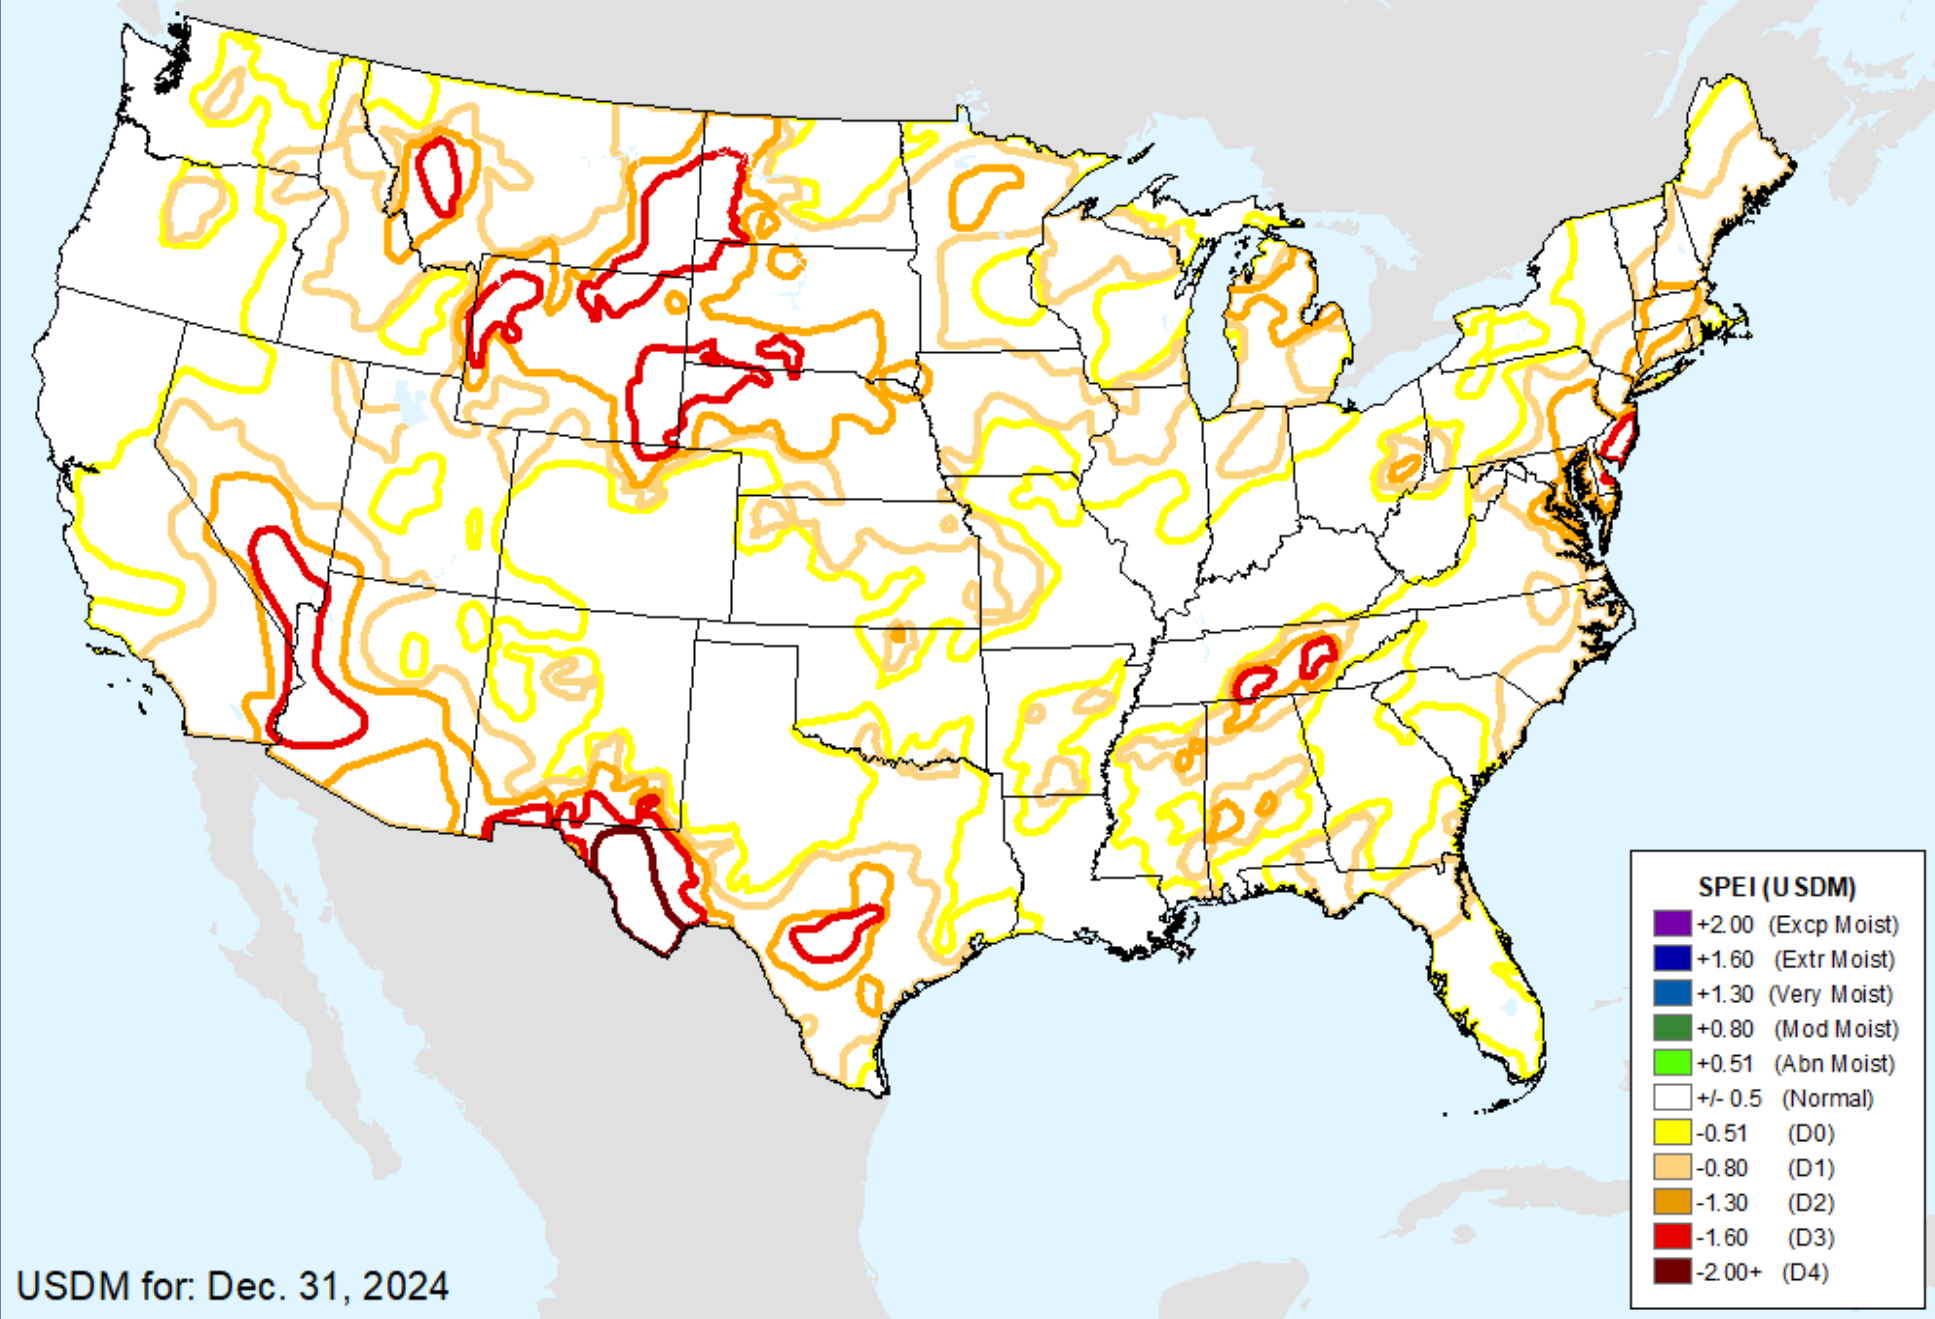 SPEI (USDM)
+2.00 (Excp Moist)
+1.60 (Extr Moist)
+1.30 (Very Moist)
+0.80 (Mod Moist)
+0.51 (Abn Moist)
+/- 0.5 (Normal)
-0.51 (D0)
-0.80 (D1)
-1.30 (D2)
-1.60 (D3)
-2.00+ (D4)
USDM for: Dec. 31, 2024